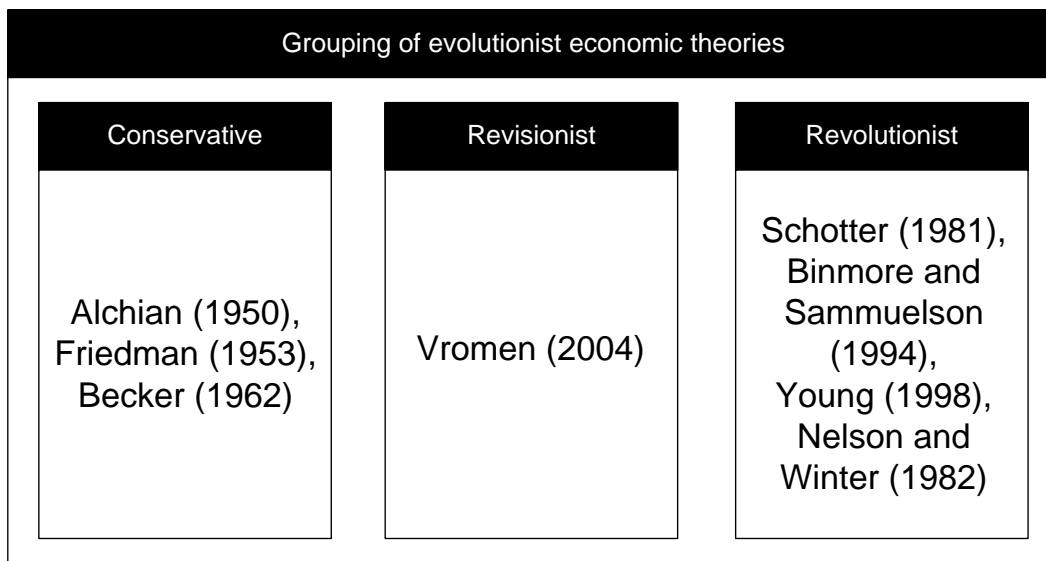 Grouping of evolutionist economic theories
Conservative
Alchian (1950),
Friedman (1953),
Becker (1962)
Revisionist
Vromen (2004)
Revolutionist
Schotter (1981),
Binmore and
Sammuelson
(1994),
Young (1998),
Nelson and
Winter (1982)